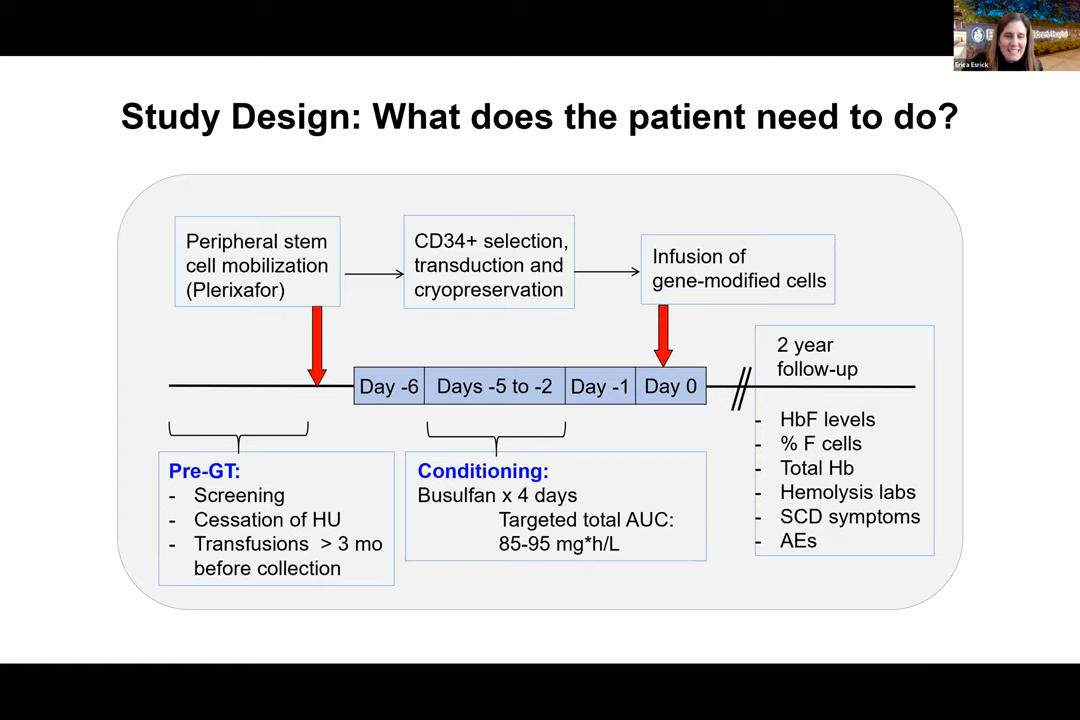 Erica Esrick
Study Design: What does the patient need to do?
Peripheral stem
cell mobilization
(Plerixafor)
CD34+ selection,
transduction and
cryopreservation
Infusion of
gene-modified cells
2 year
follow-up
Day -6
Days -5 to -2
Day -1
Day 0
- HbF levels
- % F cells
- Total Hb
- Hemolysis labs
- SCD symptoms
- AEs
Pre-GT:
- Screening
- Cessation of HU
- Transfusions > 3 mo
before collection
Conditioning:
Busulfan x 4 days
Targeted total AUC:
85-95 mg*h/L